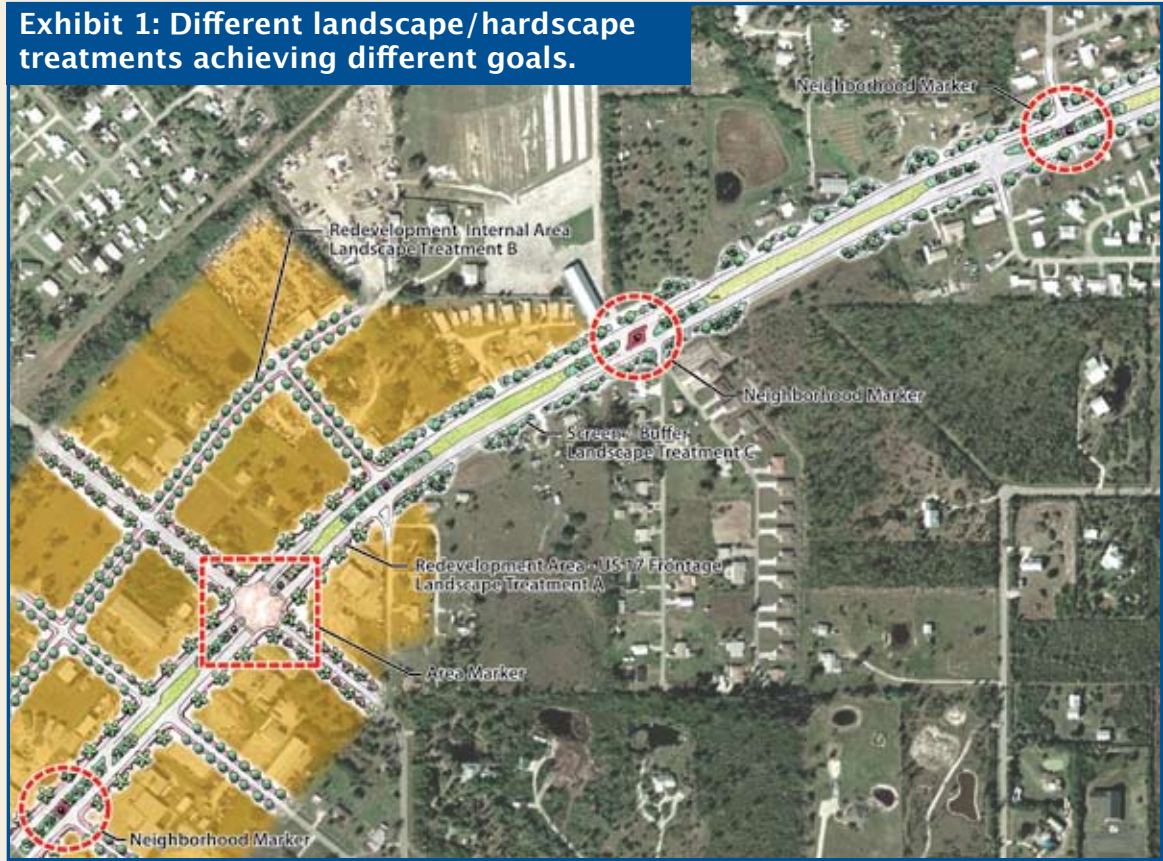 Exhibit 1: Different landscape/hardscape
treatments achieving different goals.
Neighborhood Marker
Redevelopment Internal Area
Landscape Treatment B
Neighborhood Marker
Screen - Buffer
Landscape Treatment C
Redevelopment Area - US 17 Frontage
Landscape Treatment A
Area Marker
Neighborhood Marker